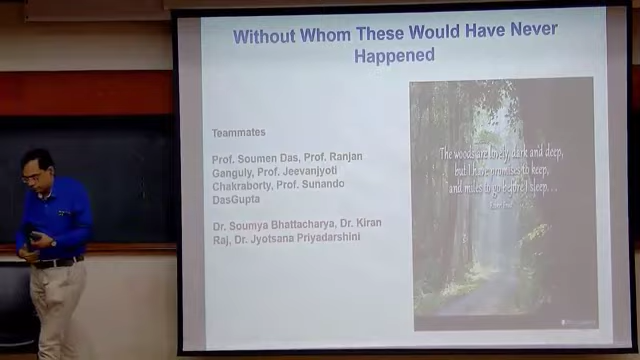 Without Whom These Would Have Never
Happened
Teammates
Prof. Soumen Das, Prof. Ranjan
Ganguly, Prof. Jeevanjyoti
Chakraborty, Prof. Sunando
DasGupta
Dr. Soumya Bhattacharya, Dr. Kiran
Raj, Dr. Jyotsana Priyadarshini
The woods are lovely dark and deep,
but I have promises to keep,
and miles to go before I sleep...